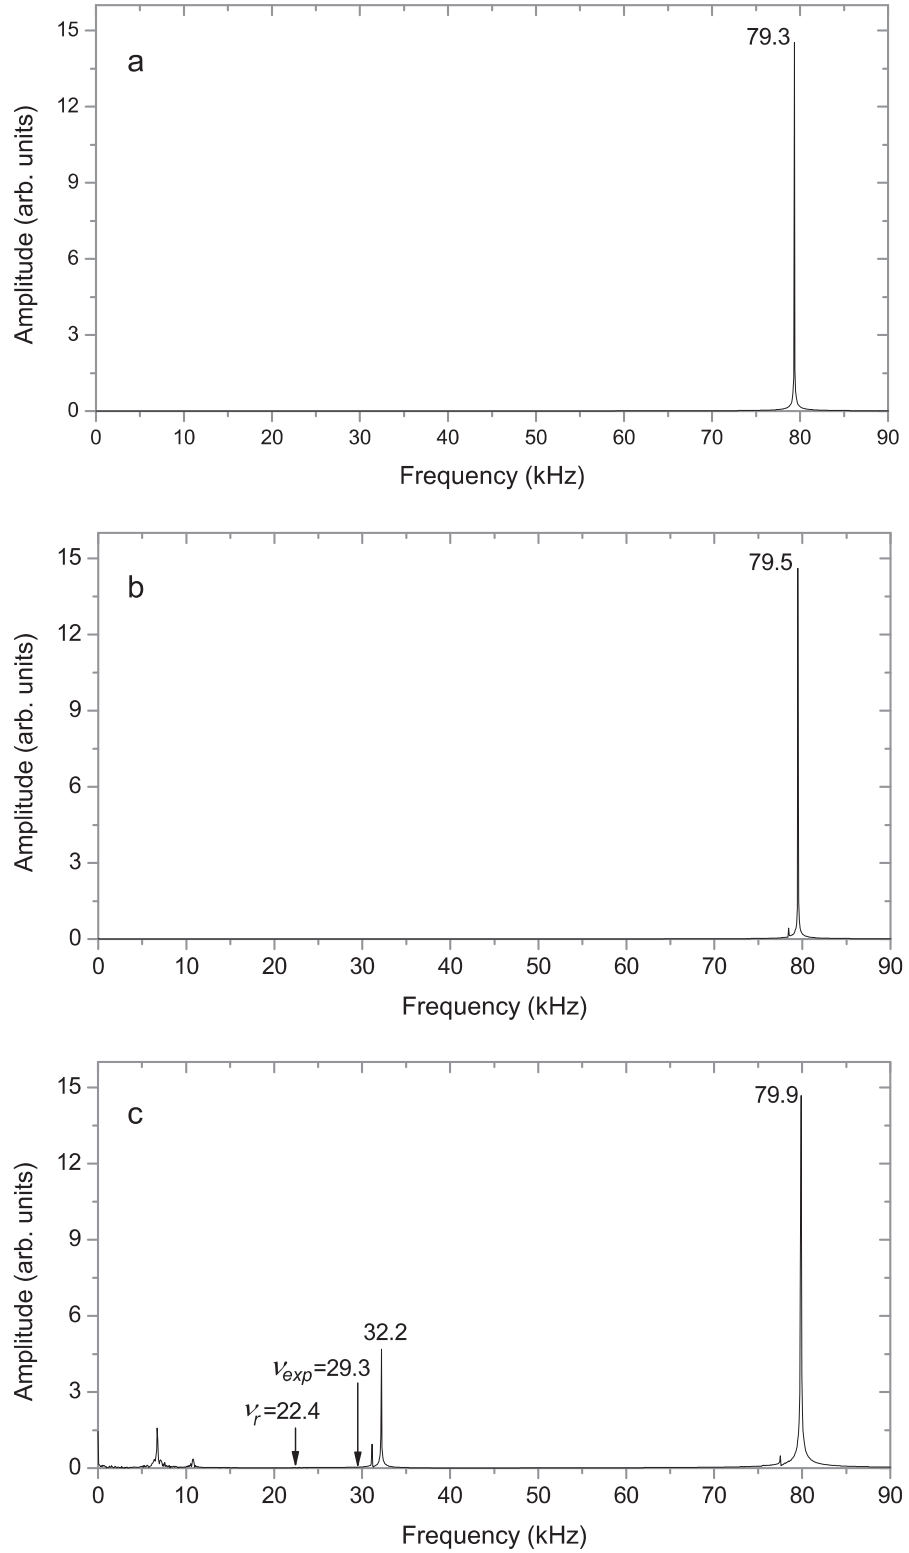 79.3
a
15
12
9
6
3
0
Amplitude (arb. units)
0 10 20 30 40 50 60 70 80 90
Frequency (kHz)
79.5
b
15
12
9
6
3
0
Amplitude (arb. units)
0 10 20 30 40 50 60 70 80 90
Frequency (kHz)
79.9
c
15
12
9
6
3
0
Amplitude (arb. units)
32.2
νexp=29.3
νr=22.4
0 10 20 30 40 50 60 70 80 90
Frequency (kHz)